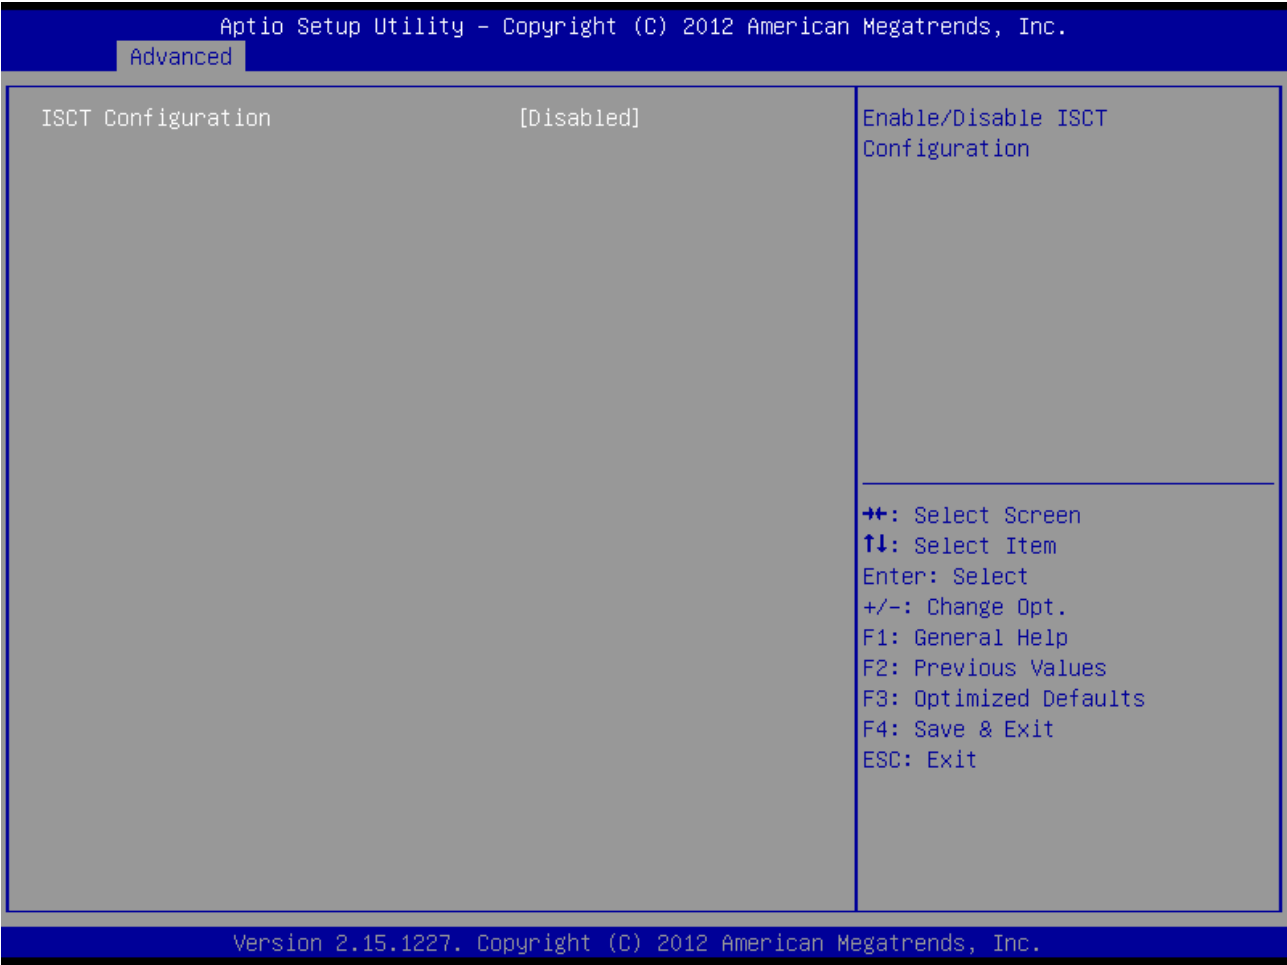 Aptio Setup Utility – Copyright (C) 2012 American Megatrends, Inc.
Advanced
ISCT Configuration [Disabled]
Enable/Disable ISCT
Configuration
→←: Select Screen
↑↓: Select Item
Enter: Select
+/-: Change Opt.
F1: General Help
F2: Previous Values
F3: Optimized Defaults
F4: Save & Exit
ESC: Exit
Version 2.15.1227. Copyright (C) 2012 American Megatrends, Inc.